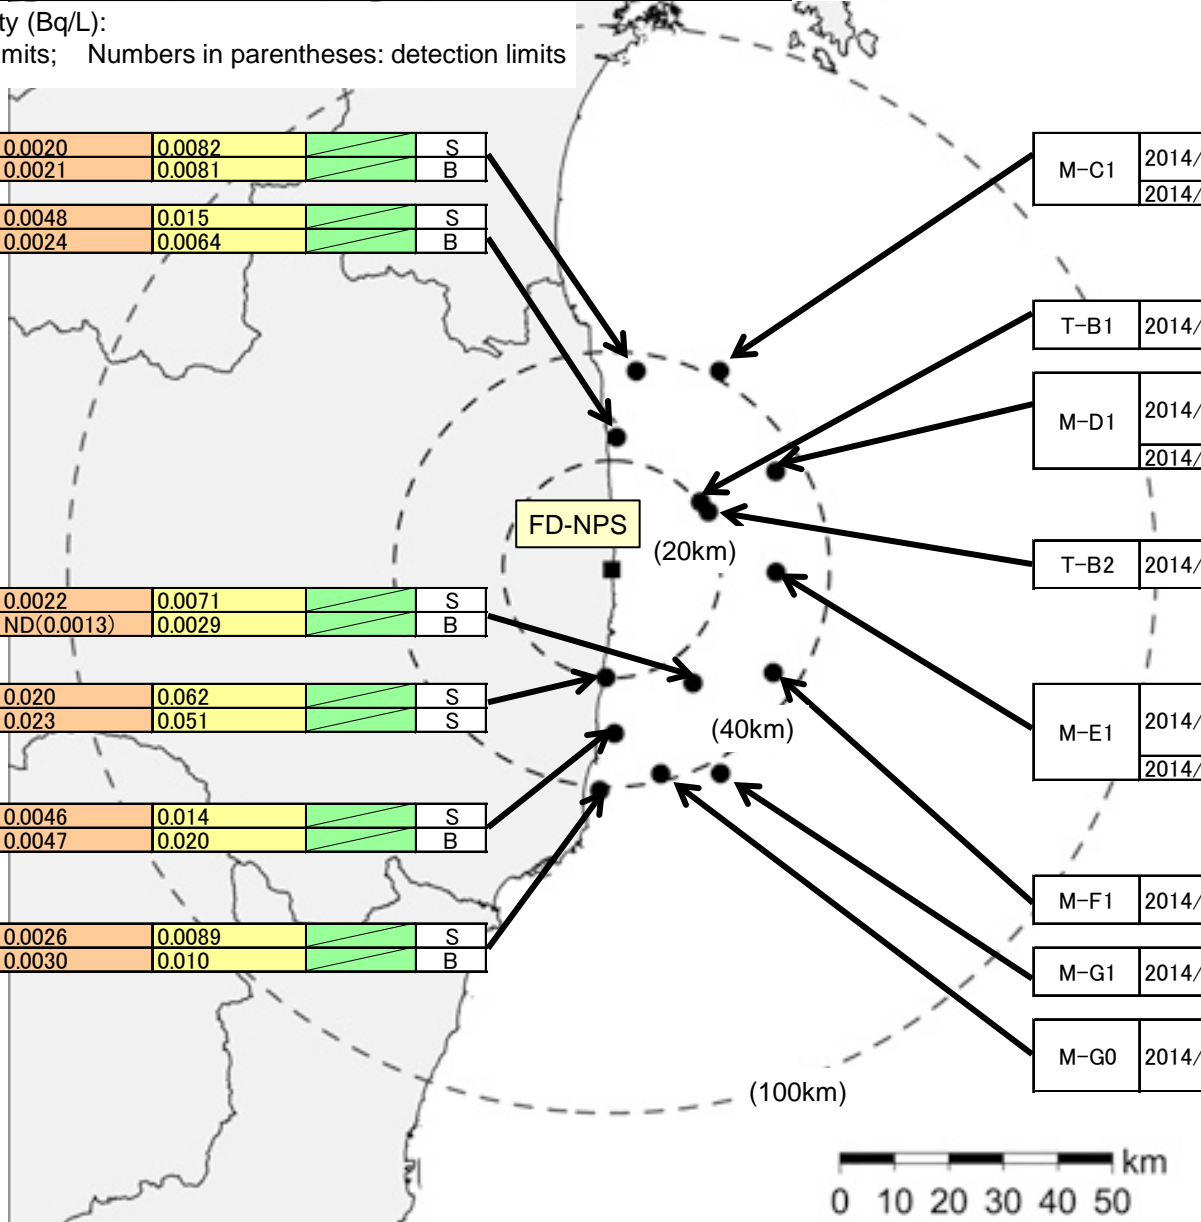 ty (Bq/L):
mits; Numbers in parentheses: detection limits
0.0020 0.0082 S
0.0021 0.0081 B
0.0048 0.015 S
0.0024 0.0064 B
M-C1 2014/
2014/
T-B1 2014/
M-D1 2014/
2014/
FD-NPS
(20km)
T-B2 2014/
0.0022 0.0071 S
ND(0.0013) 0.0029 B
0.020 0.062 S
0.023 0.051 S
(40km)
M-E1 2014/
2014/
0.0046 0.014 S
0.0047 0.020 B
M-F1 2014/
0.0026 0.0089 S
0.0030 0.010 B
M-G1 2014/
M-G0 2014/
(100km)
km
0 10 20 30 40 50